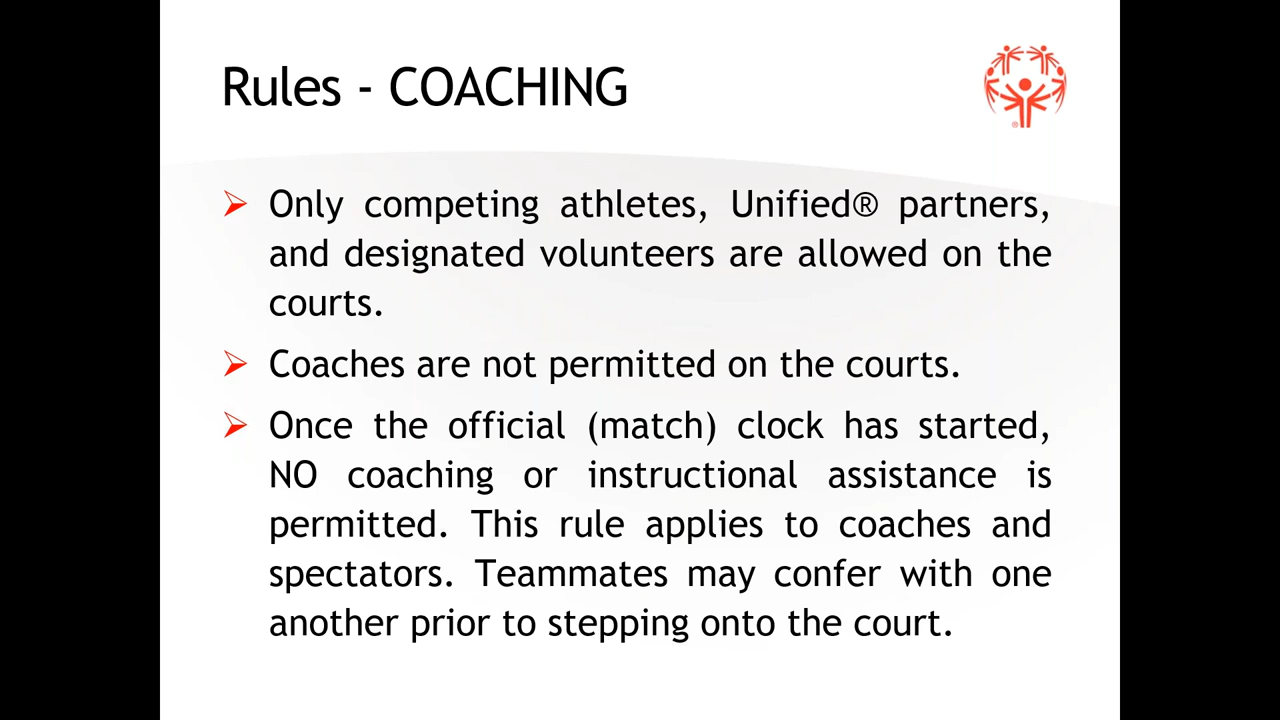 Rules - COACHING
Only competing athletes, Unified® partners,
and designated volunteers are allowed on the
courts.
Coaches are not permitted on the courts.
Once the official (match) clock has started,
NO coaching or instructional assistance is
permitted. This rule applies to coaches and
spectators. Teammates may confer with one
another prior to stepping onto the court.
®